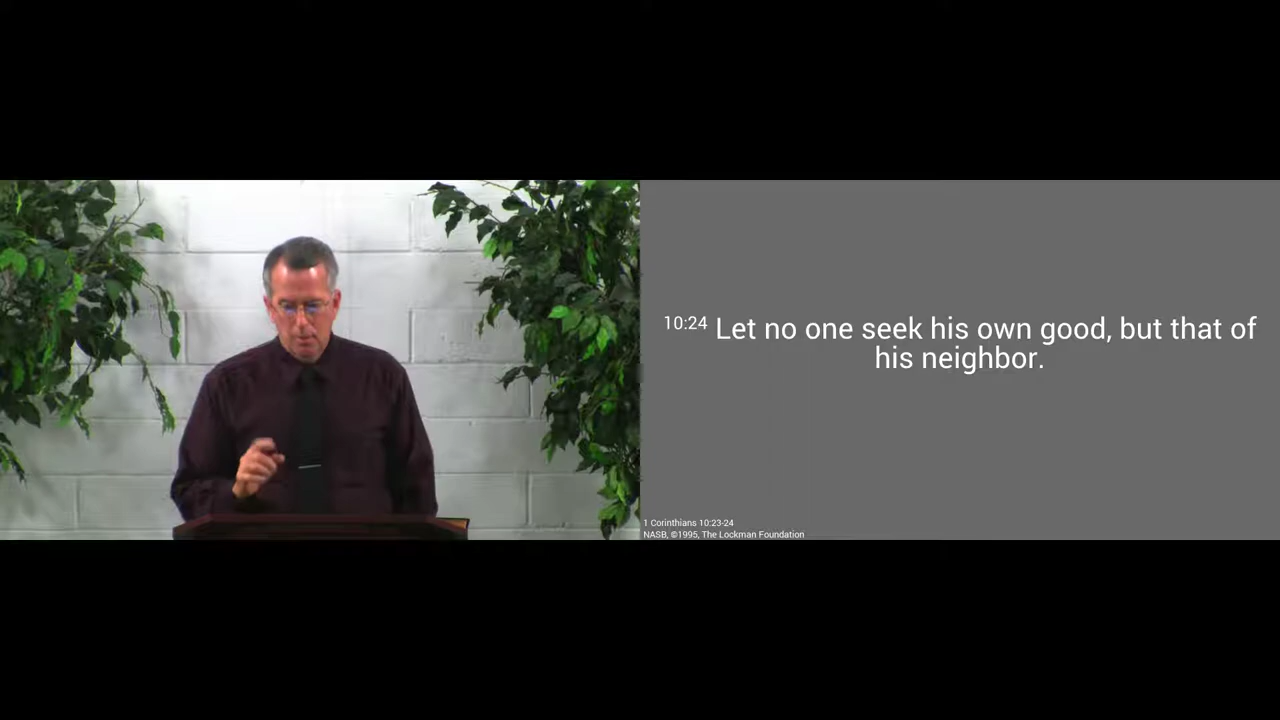 10:24 Let no one seek his own good, but that of
his neighbor.
1 Corinthians 10:23-24
NASB, ©1995, The Lockman Foundation